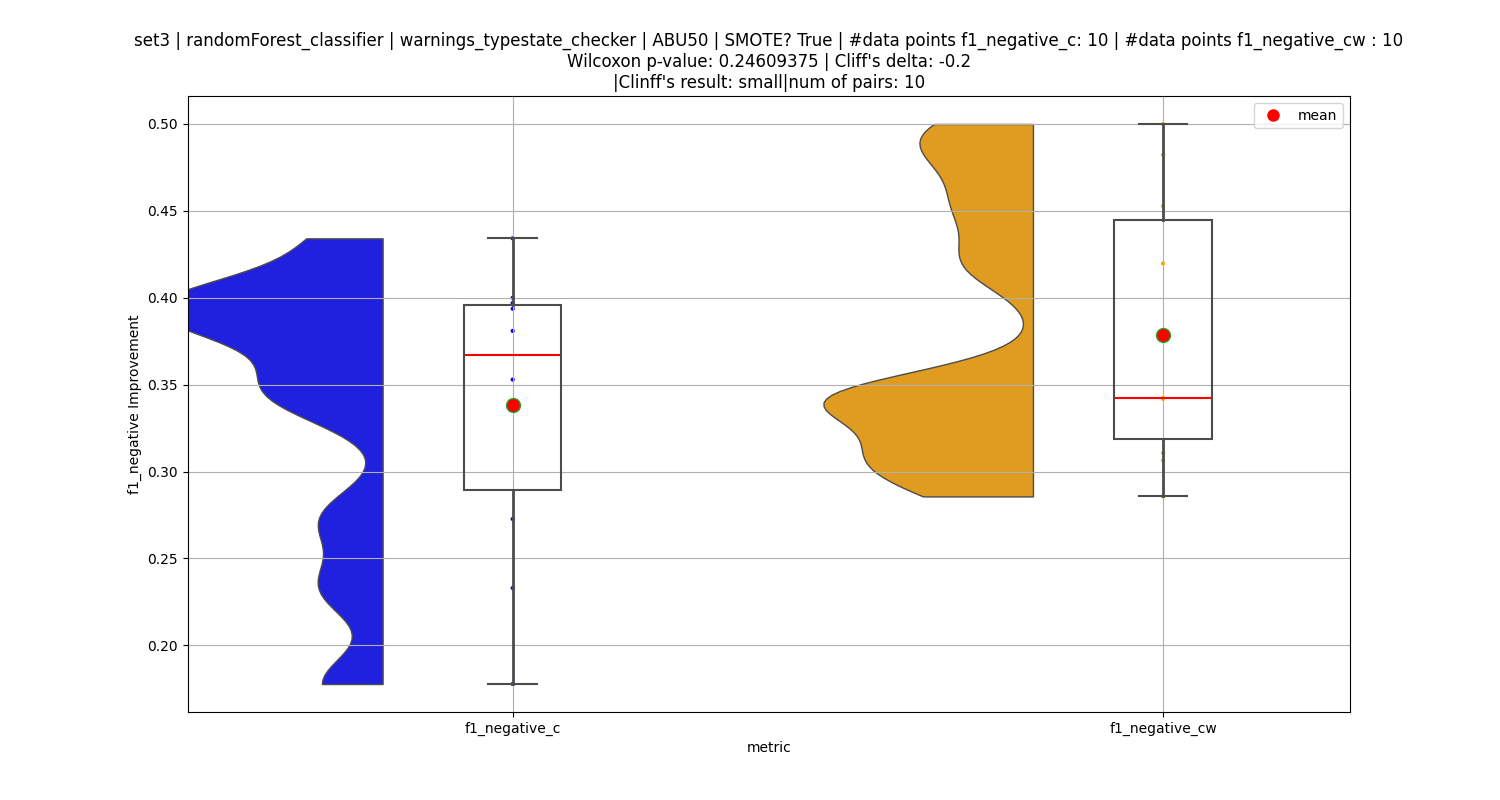 set3 | randomForest_classifier | warnings_typestate_checker | ABU50 | SMOTE? True | #data points f1_negative_c: 10 | #data points f1_negative_cw : 10
Wilcoxon p-value: 0.24609375 | Cliff's delta: -0.2
|Clinff's result: small|num of pairs: 10
mean
0.50
0.45
0.40
0.35
0.30
0.25
0.20
f1_negative Improvement
f1_negative_c
f1_negative_cw
metric